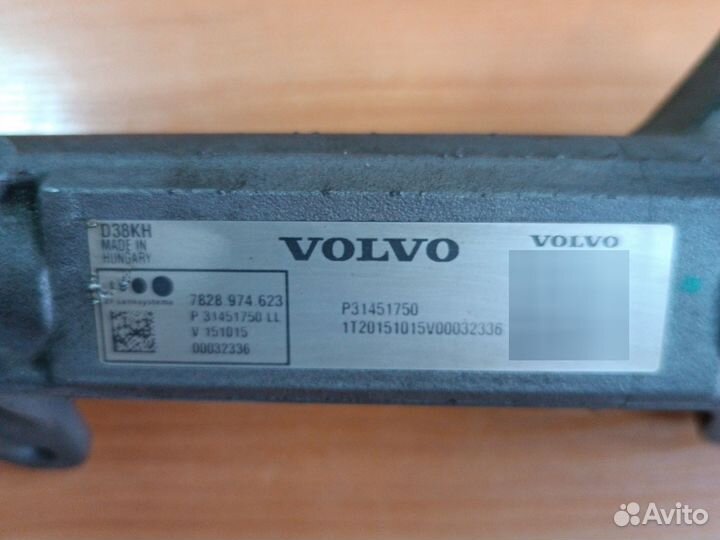 D38KH
MADE IN
HUNGARY
VOLVO
VOLVO
7828 974 623
P 31451750 LL
V 151015
00032336
P31451750
1T20151015V00032336
Avito